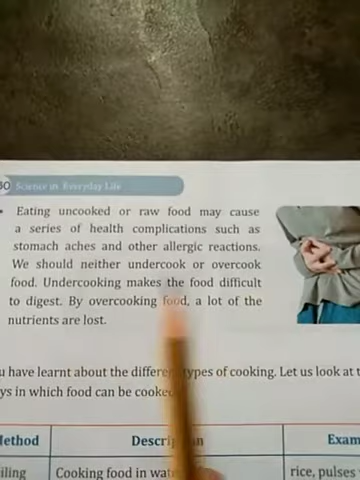 30 Science in Everyday Life
Eating uncooked or raw food may cause
a series of health complications such as
stomach aches and other allergic reactions.
We should neither undercook or overcook
food. Undercooking makes the food difficult
to digest. By overcooking food, a lot of the
nutrients are lost.
u have learnt about the different types of cooking. Let us look at t
ys in which food can be cooked
Method Descri n Exam
iling Cooking food in wat rice, pulses